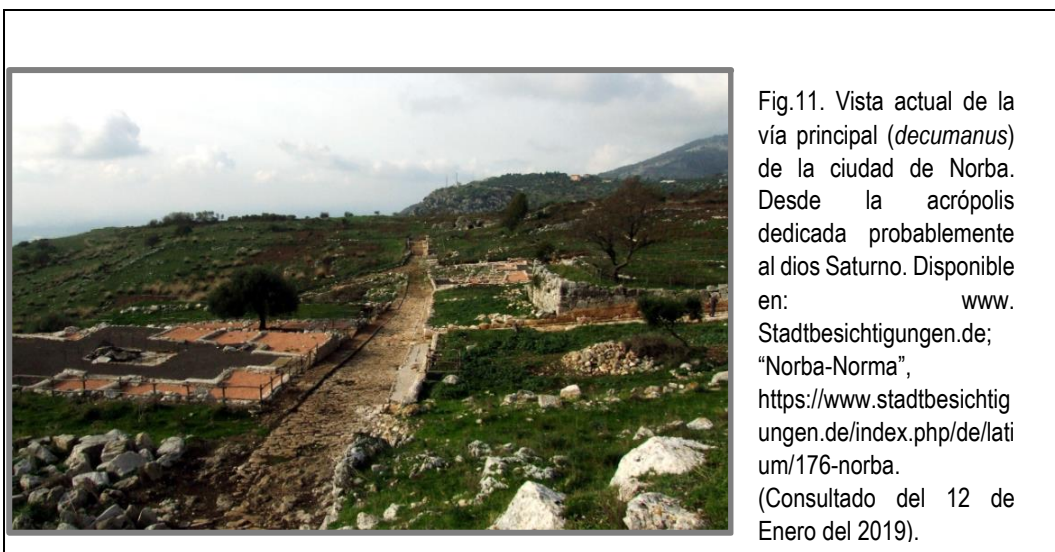 Fig.11. Vista actual de la
vía principal (decumanus)
de la ciudad de Norba.
Desde la acrópolis
dedicada probablemente
al dios Saturno. Disponible
en: www.
Stadtbesichtigungen.de;
“Norba-Norma”,
https://www.stadtbesichtig
ungen.de/index.php/de/lati
um/176-norba.
(Consultado del 12 de
Enero del 2019).